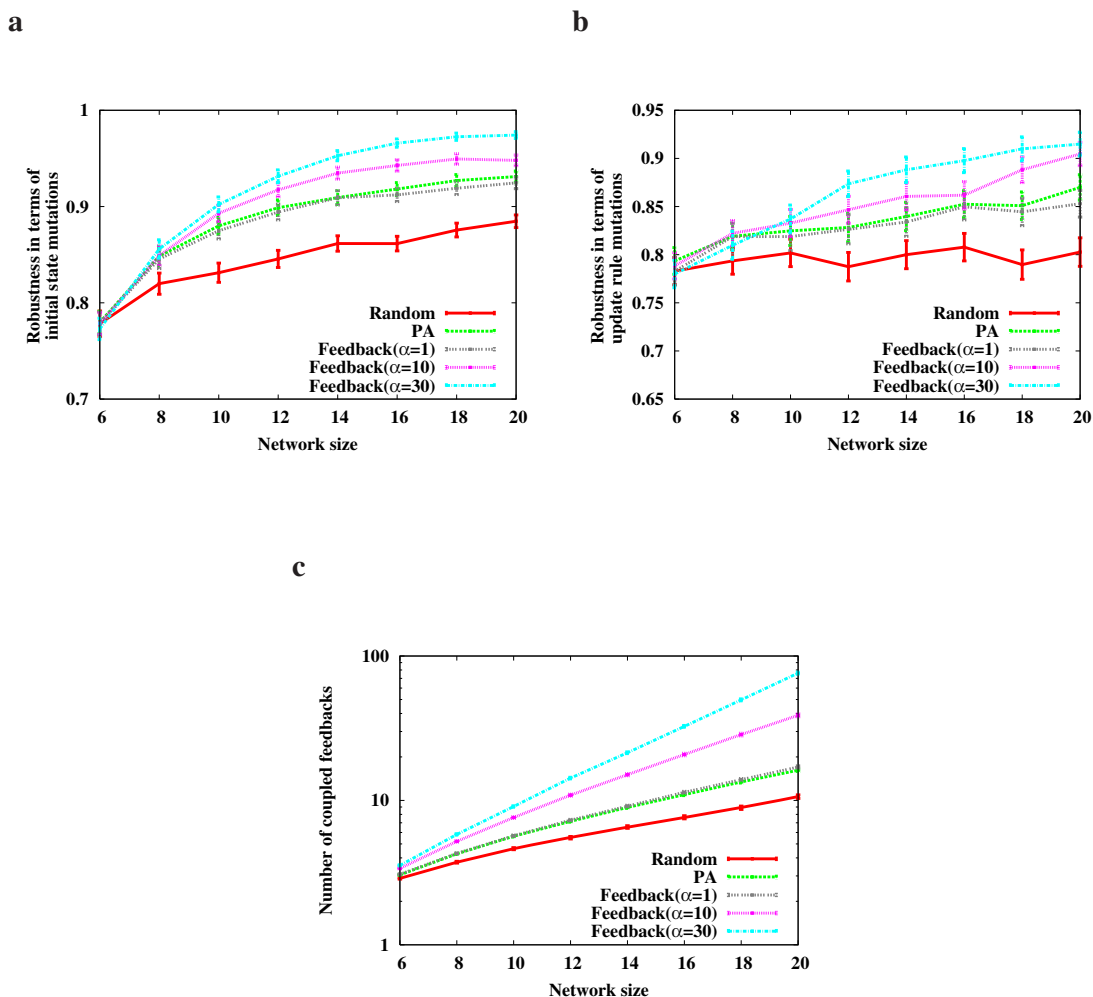 a
b
Robustness in terms of
initial state mutations
1
0.9
0.8
0.7
6 8 10 12 14 16 18 20
Network size
Random
PA
Feedback(α=1)
Feedback(α=10)
Feedback(α=30)
Robustness in terms of
update rule mutations
0.95
0.9
0.85
0.8
0.75
0.7
0.65
6 8 10 12 14 16 18 20
Network size
Random
PA
Feedback(α=1)
Feedback(α=10)
Feedback(α=30)
c
Number of coupled feedbacks
100
10
1
6 8 10 12 14 16 18 20
Network size
Random
PA
Feedback(α=1)
Feedback(α=10)
Feedback(α=30)